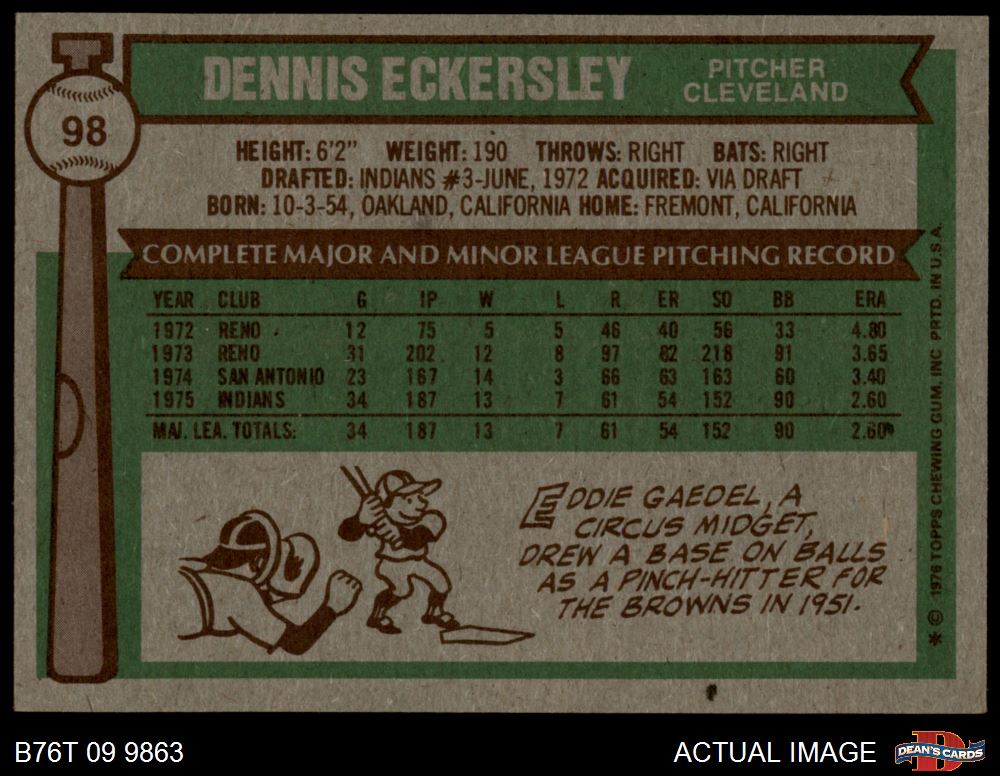 98
DENNIS ECKERSLEY
PITCHER
CLEVELAND
HEIGHT: 6'2" WEIGHT: 190 THROWS: RIGHT BATS: RIGHT
DRAFTED: INDIANS #3-JUNE, 1972 ACQUIRED: VIA DRAFT
BORN: 10-3-54, OAKLAND, CALIFORNIA HOME: FREMONT, CALIFORNIA
COMPLETE MAJOR AND MINOR LEAGUE PITCHING RECORD
YEAR CLUB G IP W L R ER SO BB ERA
1972 RENO 12 75 5 5 46 40 56 33 4.80
1973 RENO 31 202 12 8 97 82 218 91 3.65
1974 SAN ANTONIO 23 167 14 3 66 63 163 60 3.40
1975 INDIANS 34 187 13 7 61 54 152 90 2.60
MAJ. LEA. TOTALS: 34 187 13 7 61 54 152 90 2.60
EDDIE GAEDEL, A
CIRCUS MIDGET,
DREW A BASE ON BALLS
AS A PINCH-HITTER FOR
THE BROWNS IN 1951.
* © 1976 TOPPS CHEWING GUM, INC. PRTD. IN U.S.A.
B76T 09 9863
ACTUAL IMAGE
DEAN'S CARDS